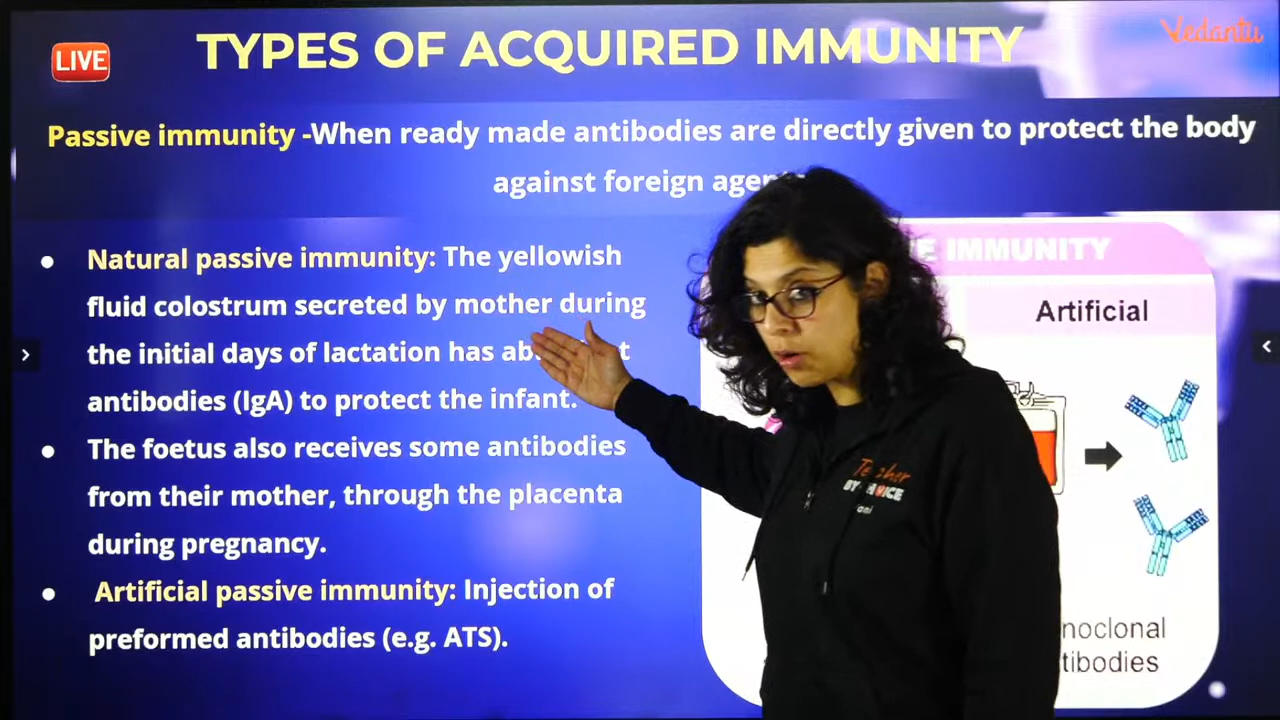 LIVE
TYPES OF ACQUIRED IMMUNITY
Vedantu
Passive immunity -When ready made antibodies are directly given to protect the body
against foreign
Natural passive immunity: The yellowish
fluid colostrum secreted by mother during
the initial days of lactation has
antibodies (IgA) to protect the infant.
The foetus also receives some antibodies
from their mother, through the placenta
during pregnancy.
Artificial passive immunity: Injection of
preformed antibodies (e.g. ATS).
IMMUNITY
Artificial
Teacher
BY CHOICE